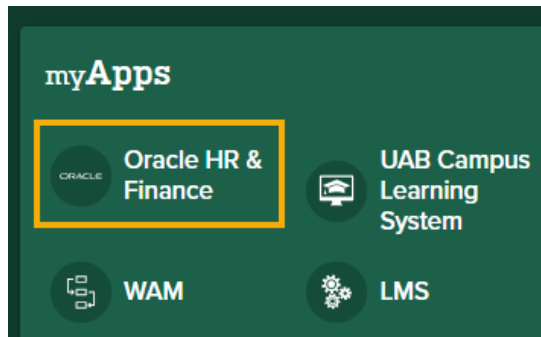 myApps
ORACLE
Oracle HR &
Finance
UAB Campus
Learning
System
WAM
LMS